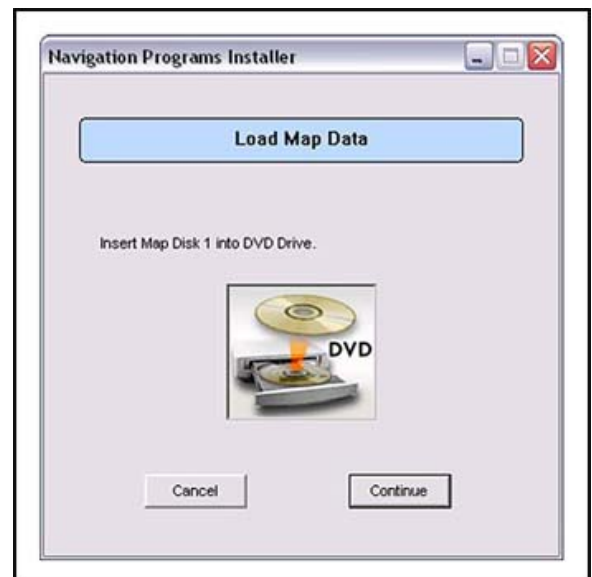 Navigation Programs Installer
Load Map Data
Insert Map Disk 1 into DVD Drive.
DVD
Cancel
Continue